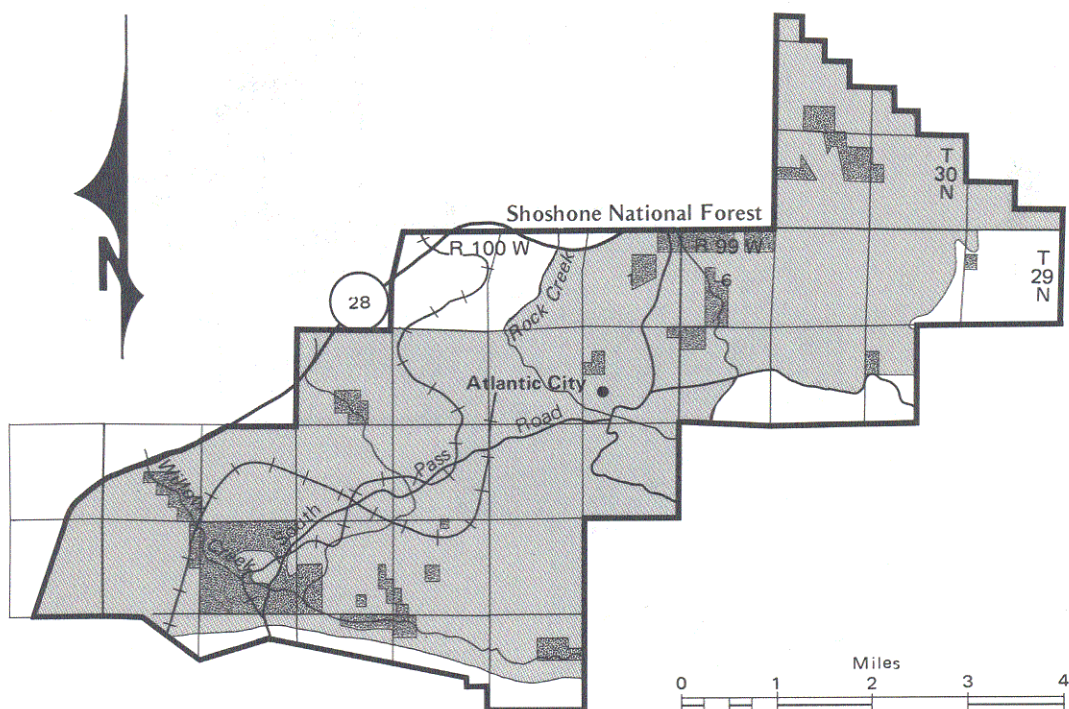 T
30
N
Shoshone National Forest
R 100 W
R 99 W
T
29
N
1
6
28
Rock Creek
Atlantic City
South Pass Road
Willow Creek
N
Miles
0 1 2 3 4